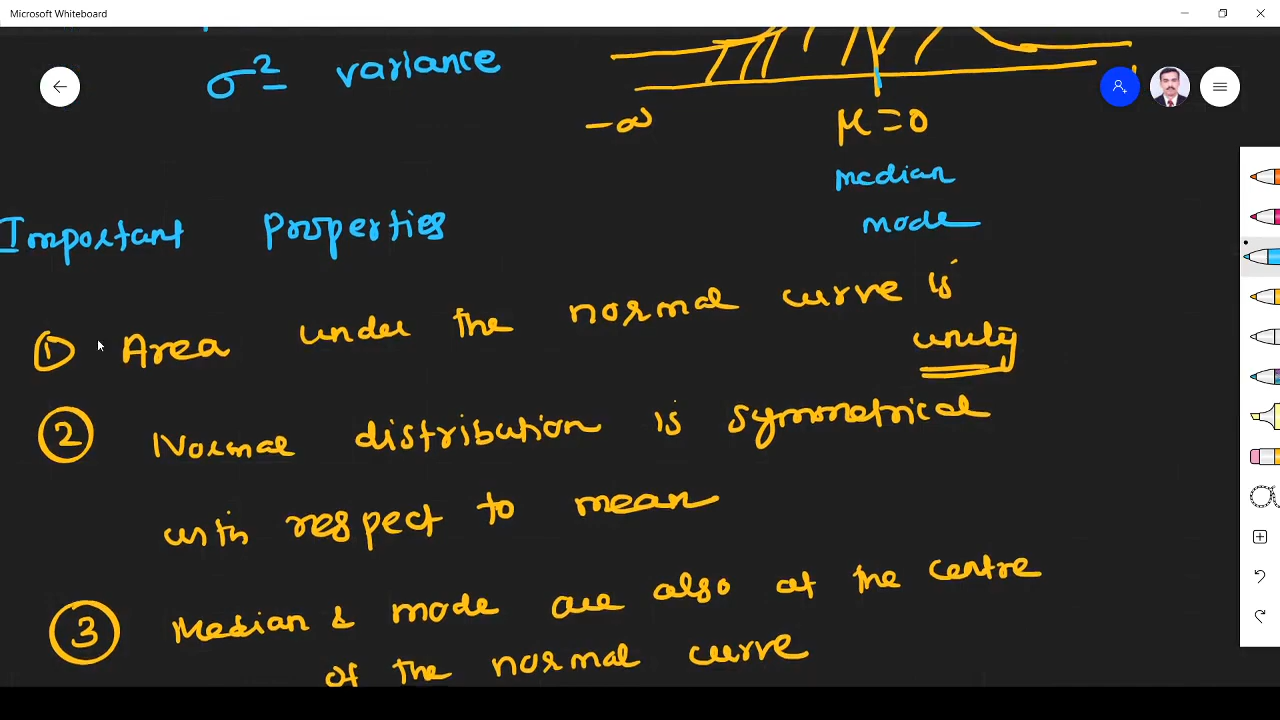 Microsoft Whiteboard
σ² variance
-∞
μ = 0
median
mode
Important Properties
① Area under the normal curve is
unity
② Normal distribution is symmetrical
with respect to mean
③ Median & mode are also at the centre
of the normal curve